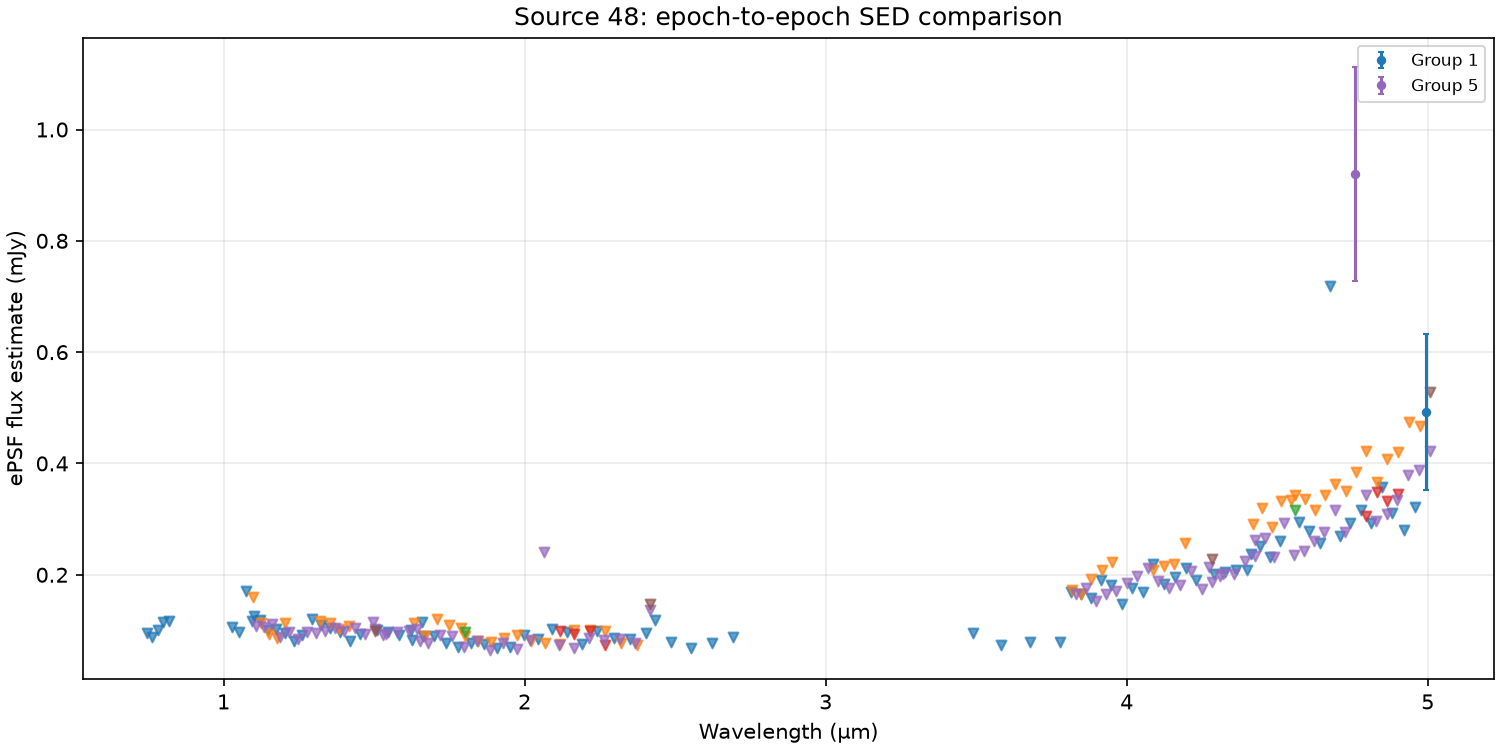 Source 48: epoch-to-epoch SED comparison
Group 1
Group 5
ePSF flux estimate (mJy)
1.0
0.8
0.6
0.4
0.2
1 2 3 4 5
Wavelength (μm)